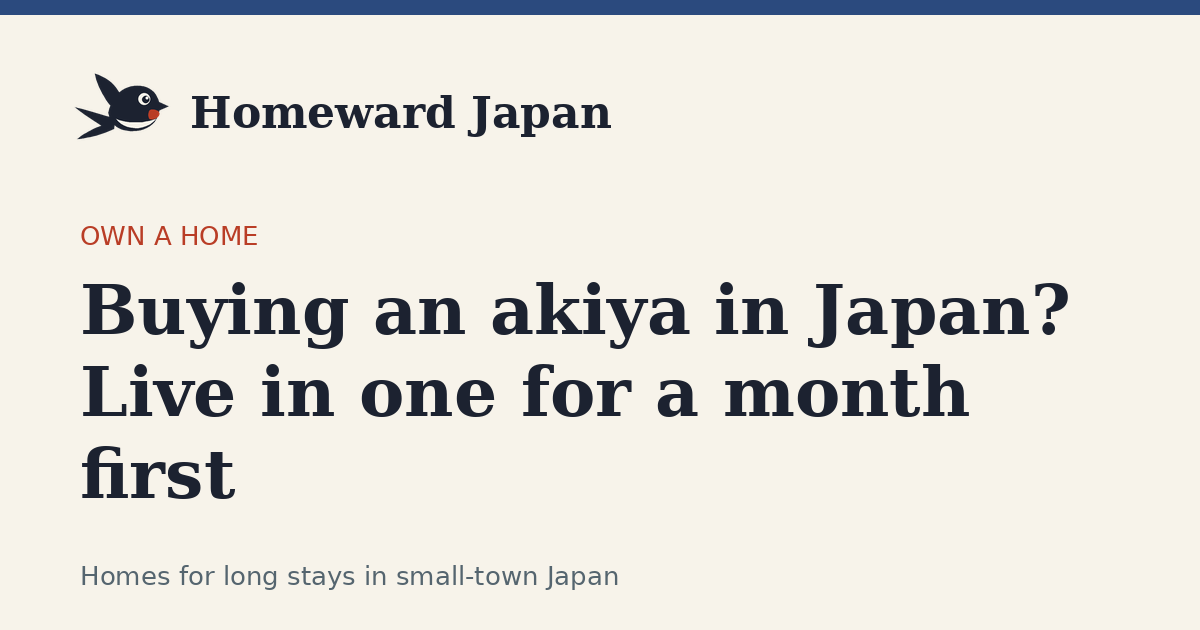 Homeward Japan
OWN A HOME
Buying an akiya in Japan?
Live in one for a month
first
Homes for long stays in small-town Japan